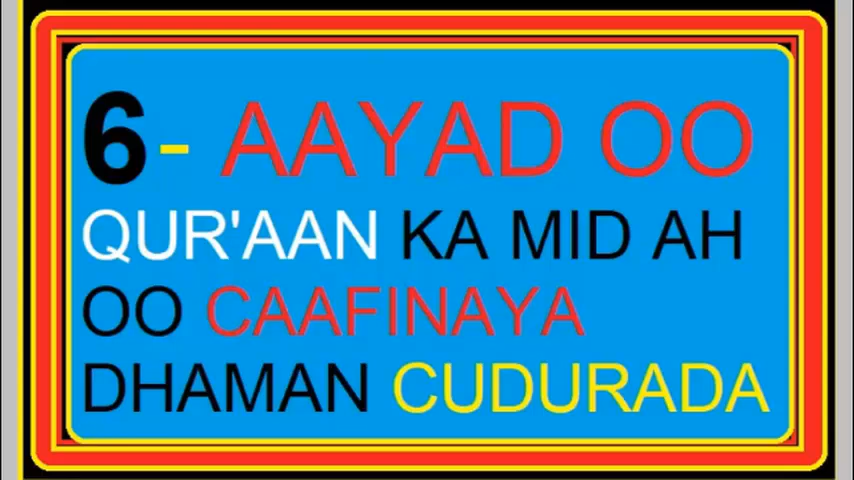 6- AAYAD OO
QUR'AAN KA MID AH
OO CAAFINAYA
DHAMAN CUDURADA